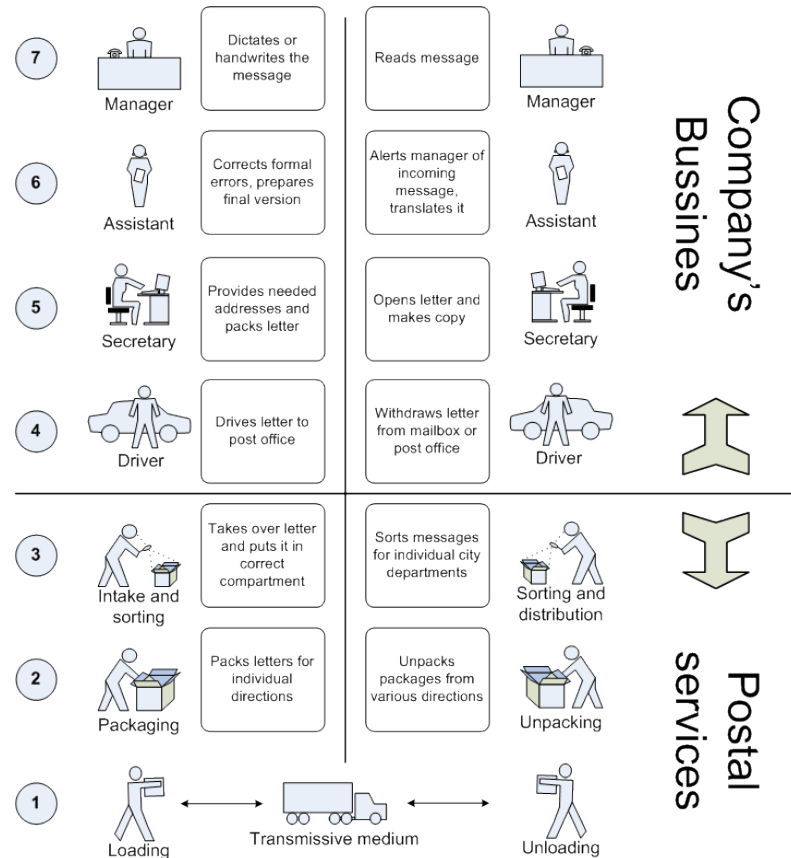 7
Manager
Dictates or
handwrites the
message
Reads message
Manager
6
Assistant
Corrects formal
errors, prepares
final version
Alerts manager of
incoming
message,
translates it
Assistant
5
Secretary
Provides needed
addresses and
packs letter
Opens letter and
makes copy
Secretary
4
Driver
Drives letter to
post office
Withdraws letter
from mailbox or
post office
Driver
Company's
Bussines
3
Intake and
sorting
Takes over letter
and puts it in
correct
compartment
Sorts messages
for individual city
departments
Sorting and
distribution
2
Packaging
Packs letters for
individual
directions
Unpacks
packages from
various directions
Unpacking
1
Loading
Transmissive medium
Unloading
Postal
services